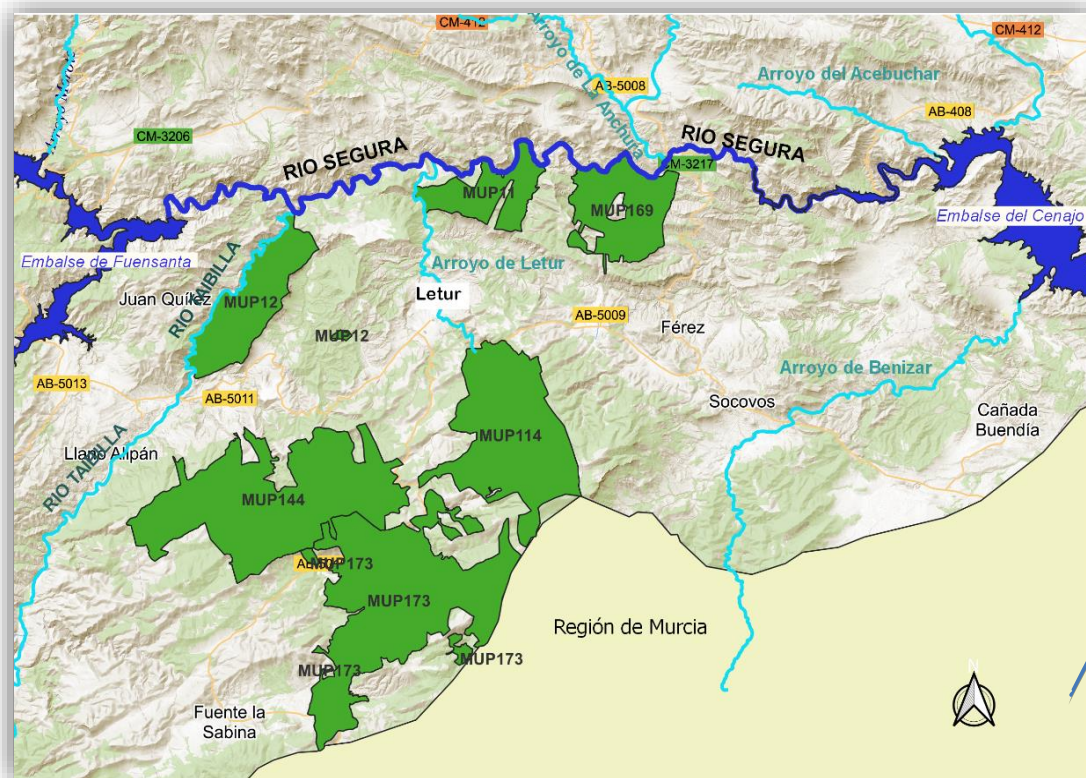 CM-412
CM-412
Arroyo de La Anchura
Arroyo del Acebuchar
AB-5008
AB-408
CM-3206
RIO SEGURA
RIO SEGURA
CM-3217
MUP11
MUP169
Embalse del Cenajo
Embalse de Fuensanta
Arroyo de Letur
RIO TAIBILLA
Juan Quílez
MUP12
Letur
MUP12
AB-5009
Férez
AB-5013
AB-5011
Arroyo de Benizar
Socovos
Cañada
Buendía
MUP114
Llano Alipán
RIO TAIBILLA
MUP144
MUP173
MUP173
Región de Murcia
MUP173
MUP173
Fuente la
Sabina
N